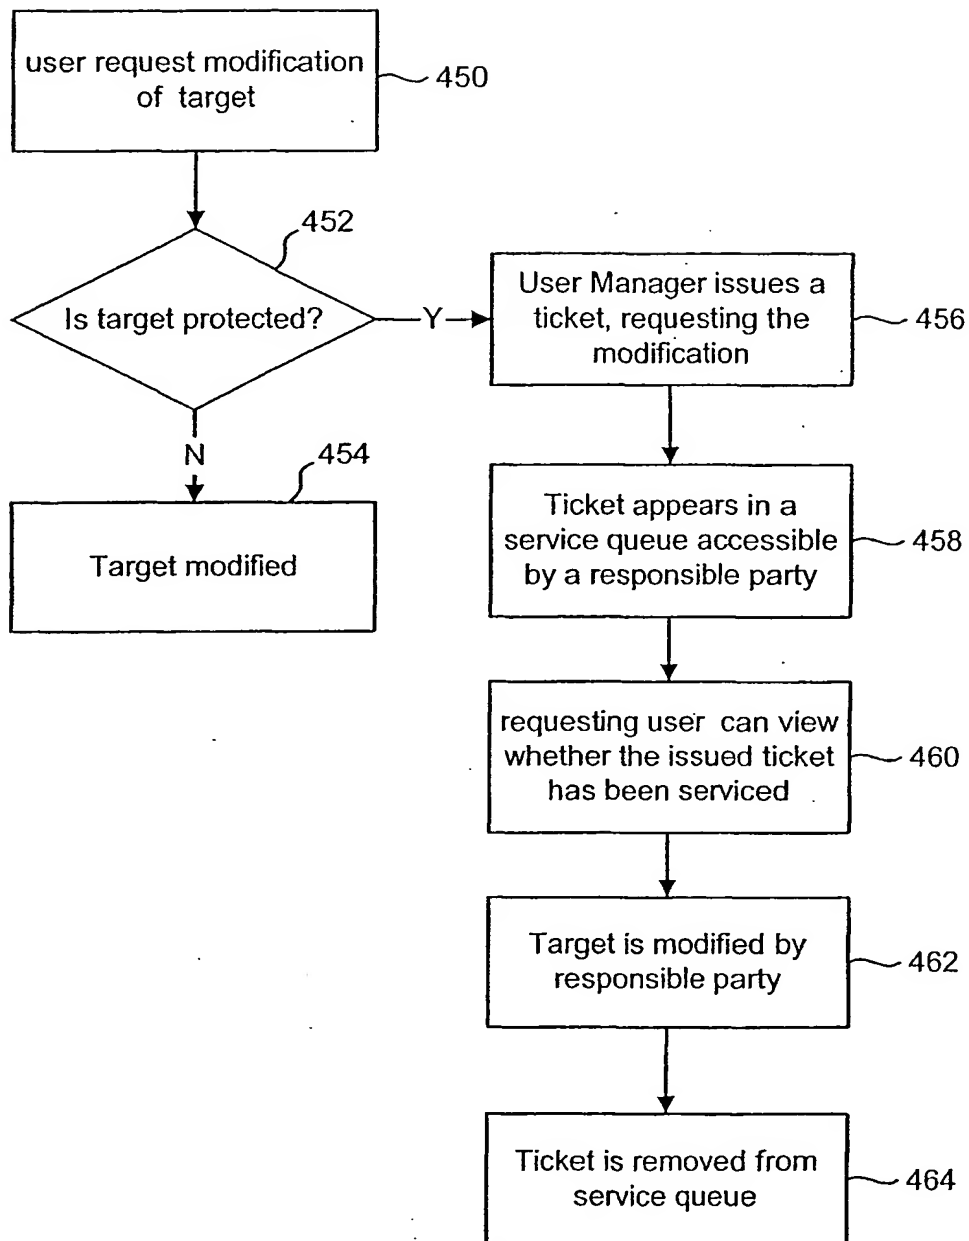 user request modification
of target
450
452
Is target protected?
Y
N
454
Target modified
User Manager issues a
ticket, requesting the
modification
456
Ticket appears in a
service queue accessible
by a responsible party
458
requesting user can view
whether the issued ticket
has been serviced
460
Target is modified by
responsible party
462
Ticket is removed from
service queue
464